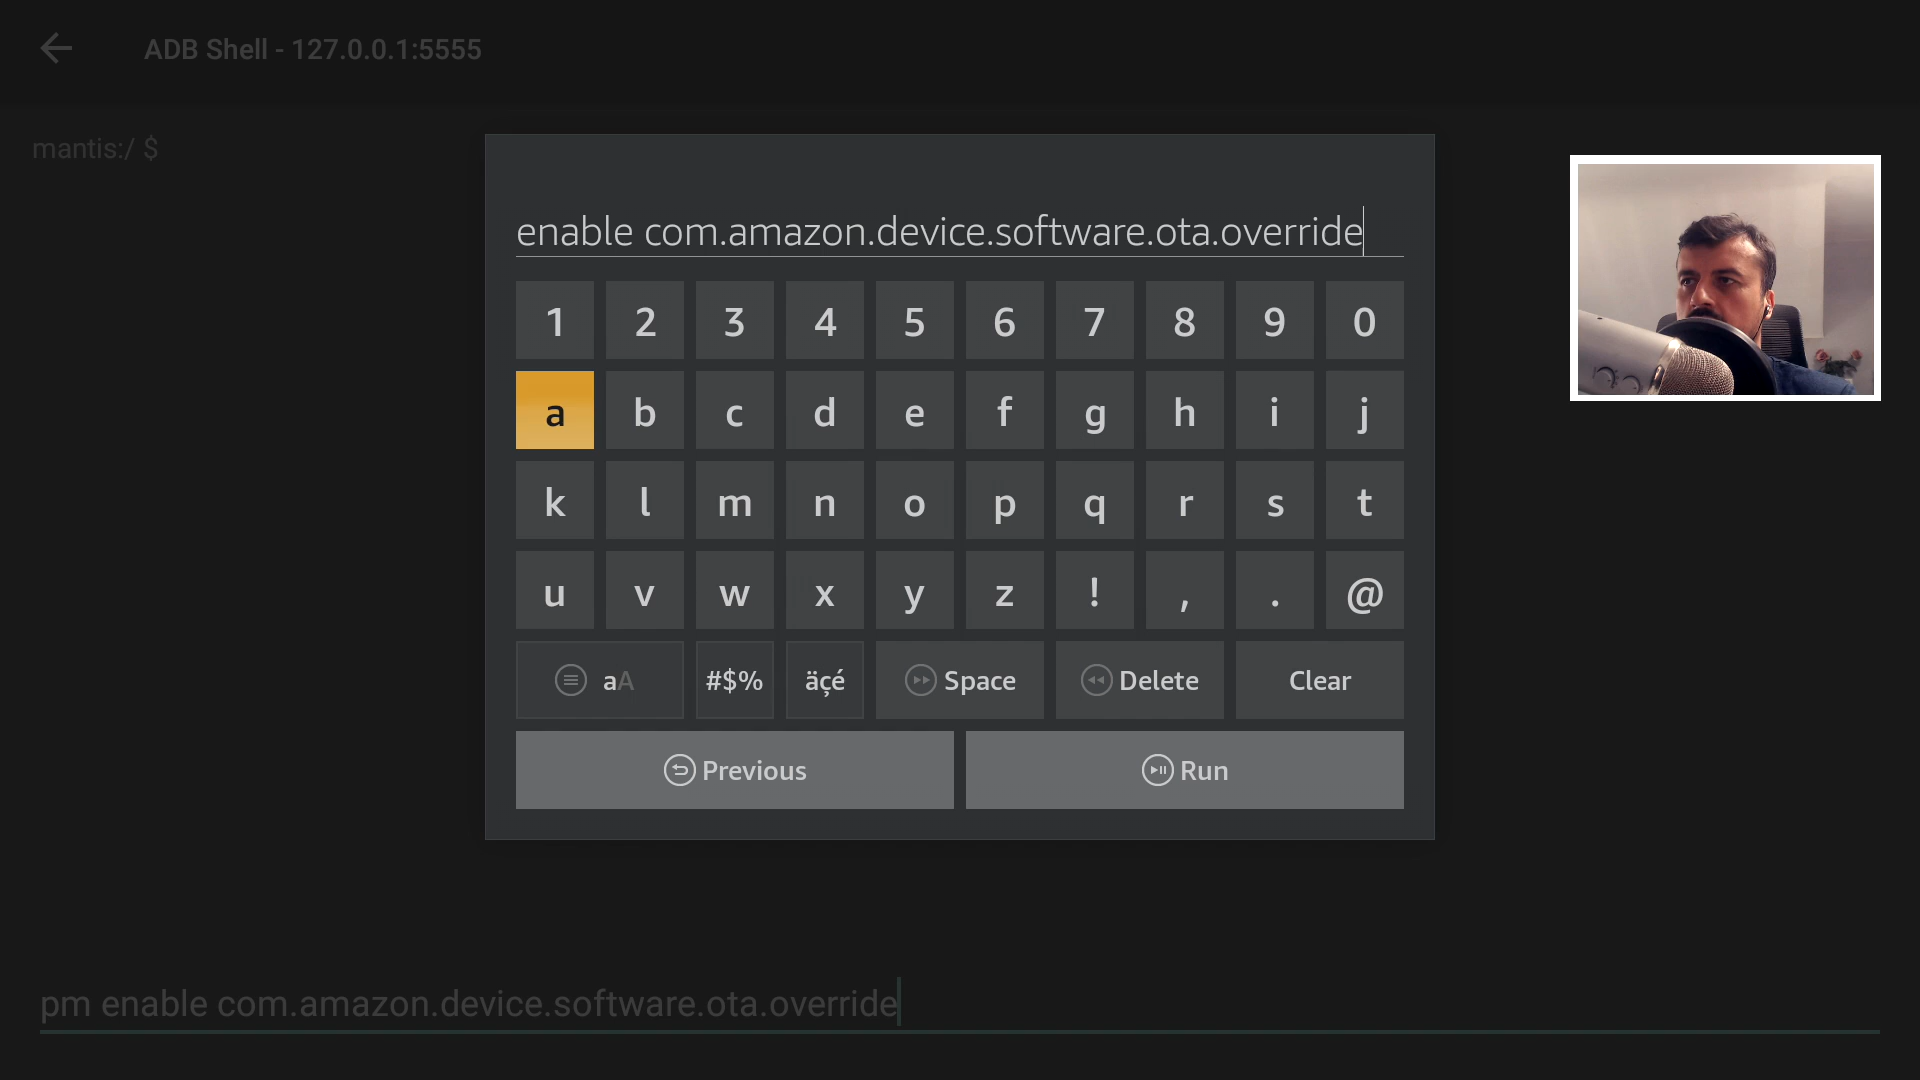 ADB Shell - 127.0.0.1:5555
mantis:/ $
enable com.amazon.device.software.ota.override
1 2 3 4 5 6 7 8 9 0
a b c d e f g h i j
k l m n o p q r s t
u v w x y z ! , . @
aA #$% äçé Space Delete Clear
Previous Run
pm enable com.amazon.device.software.ota.override